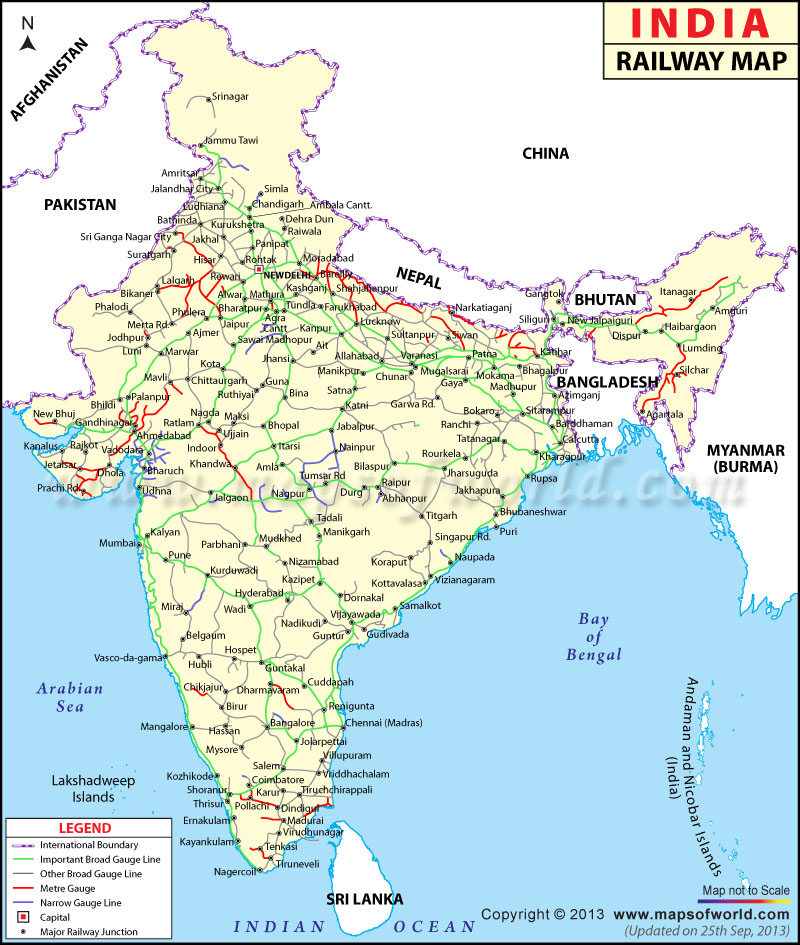 INDIA
RAILWAY MAP
N
AFGHANISTAN
Srinagar
Jammu Tawi
CHINA
Amritsar
Jalandhar City
Simla
PAKISTAN
Ludhiana
Chandigarh
Ambala Cantt.
Bathinda
Kurukshetra
Dehra Dun
Raiwala
Sri Ganga Nagar City
Jakhal
Panipat
Suratgarh
Hisar
Rohtak
Moradabad
NEWDELHI
Bareilly
NEPAL
Lalgarh
Rewari
Kashganj
Shahjahanpur
Bikaner
Alwar
Mathura
Gangtok
BHUTAN
Itanagar
Phalodi
Phulera
Bharatpur
Tundla
Farukhabad
Narkatiaganj
Amguri
Merta Rd.
Jaipur
Agra
Cantt
Kanpur
Lucknow
Siliguri
New Jalpaiguri
Haibargaon
Jodhpur
Ajmer
Sawai Madhopur
Sultanpur
Siwan
Dispur
Luni
Marwar
Kota
Jhansi
Ait
Allahabad
Varanasi
Patna
Katihar
Lumding
Mavli
Chittaurgarh
Manikpur
Chunar
Mugalsarai
Mokama
Bhagalpur
Silchar
Ruthiyai
Guna
Satna
Gaya
Madhupur
BANGLADESH
Bhildi
Palanpur
Bina
Garwa Rd.
Azimganj
New Bhuj
Gandhinagar
Nagda
Maksi
Katni
Bokaro
Sitarampur
Agartala
Ratlam
Ujjain
Bhopal
Jabalpur
Ranchi
Barddhaman
Ahmedabad
Kanalus
Rajkot
Vadodara
Indore
Itarsi
Nainpur
Tatanagar
Calcutta
MYANMAR
(BURMA)
Jetalsar
Dhola
Bharuch
Khandwa
Amla
Bilaspur
Rourkela
Kharagpur
Prachi Rd.
Udhna
Jalgaon
Tumsar Rd
Nagpur
Durg
Raipur
Abhanpur
Jharsuguda
Rupsa
Jakhapura
Tadali
Titgarh
Bhubaneshwar
Puri
Kalyan
Mumbai
Parbhani
Mudkhed
Manikgarh
Singapur Rd.
Pune
Nizamabad
Koraput
Naupada
Kurduwadi
Kazipet
Kottavalasa
Vizianagaram
Hyderabad
Dornakal
Miraj
Wadi
Vijayawada
Samalkot
Nadikudi
Guntur
Gudivada
Belgaum
Bay
of
Bengal
Vasco-da-gama
Hospet
Hubli
Guntakal
Arabian
Sea
Chikjajur
Dharmavaram
Cuddapah
Birur
Renigunta
Mangalore
Hassan
Bangalore
Chennai (Madras)
Mysore
Jolarpettai
Villupuram
Kozhikode
Salem
Vriddhachalam
Lakshadweep
Islands
Coimbatore
Shoranur
Karur
Tiruchchirappali
Thrisur
Pollachi
Dindigul
Ernakulam
Madurai
Kayankulam
Virudhunagar
Tenkasi
Tiruneveli
Nagercoil
Andaman and Nicobar Islands
(India)
SRI LANKA
INDIAN OCEAN
LEGEND
International Boundary
Important Broad Gauge Line
Other Broad Gauge Line
Metre Gauge
Narrow Gauge Line
Capital
Major Railway Junction
Map not to Scale
Copyright © 2013 www.mapsofworld.com
(Updated on 25th Sep, 2013)